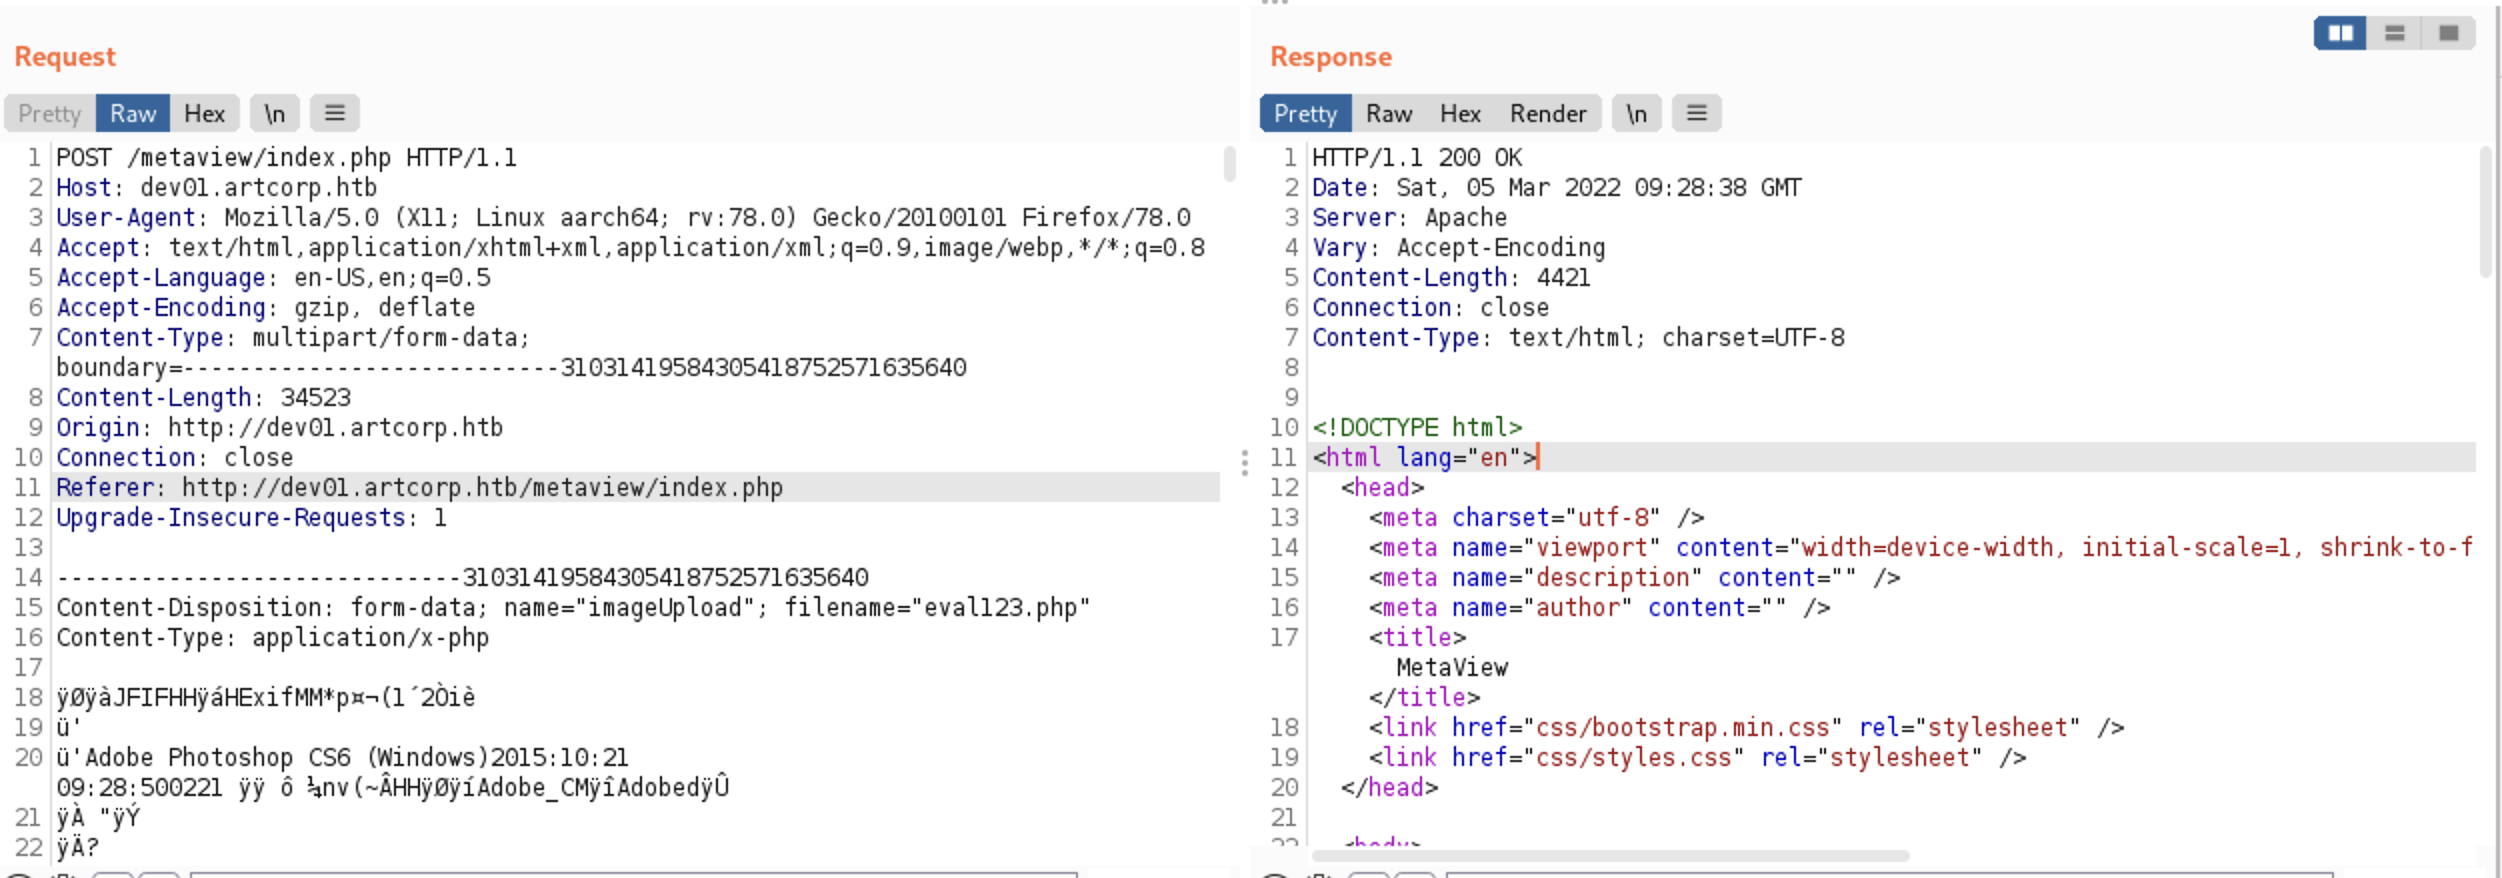 Request
Pretty Raw Hex \n
1 POST /metaview/index.php HTTP/1.1
2 Host: dev01.artcorp.htb
3 User-Agent: Mozilla/5.0 (X11; Linux aarch64; rv:78.0) Gecko/20100101 Firefox/78.0
4 Accept: text/html,application/xhtml+xml,application/xml;q=0.9,image/webp,*/*;q=0.8
5 Accept-Language: en-US,en;q=0.5
6 Accept-Encoding: gzip, deflate
7 Content-Type: multipart/form-data;
boundary=---------------------------31031419584305418752571635640
8 Content-Length: 34523
9 Origin: http://dev01.artcorp.htb
10 Connection: close
11 Referer: http://dev01.artcorp.htb/metaview/index.php
12 Upgrade-Insecure-Requests: 1
13
14 -----------------------------31031419584305418752571635640
15 Content-Disposition: form-data; name="imageUpload"; filename="eval123.php"
16 Content-Type: application/x-php
17
18 ÿØÿàJFIFHHÿáHExifMM*p¤¬(1´2Òiè
19 ü'
20 ü'Adobe Photoshop CS6 (Windows)2015:10:21
09:28:500221 ÿÿ ô ¼nv(~ÂHHÿØÿíAdobe_CMÿîAdobedÿÛ
21 ÿÀ "ÿÝ
22 ÿÄ?
Response
Pretty Raw Hex Render \n
1 HTTP/1.1 200 OK
2 Date: Sat, 05 Mar 2022 09:28:38 GMT
3 Server: Apache
4 Vary: Accept-Encoding
5 Content-Length: 4421
6 Connection: close
7 Content-Type: text/html; charset=UTF-8
8
9
10 <!DOCTYPE html>
11 <html lang="en">
12 <head>
13 <meta charset="utf-8" />
14 <meta name="viewport" content="width=device-width, initial-scale=1, shrink-to-f
15 <meta name="description" content="" />
16 <meta name="author" content="" />
17 <title>
MetaView
</title>
18 <link href="css/bootstrap.min.css" rel="stylesheet" />
19 <link href="css/styles.css" rel="stylesheet" />
20 </head>
21
22 <body>